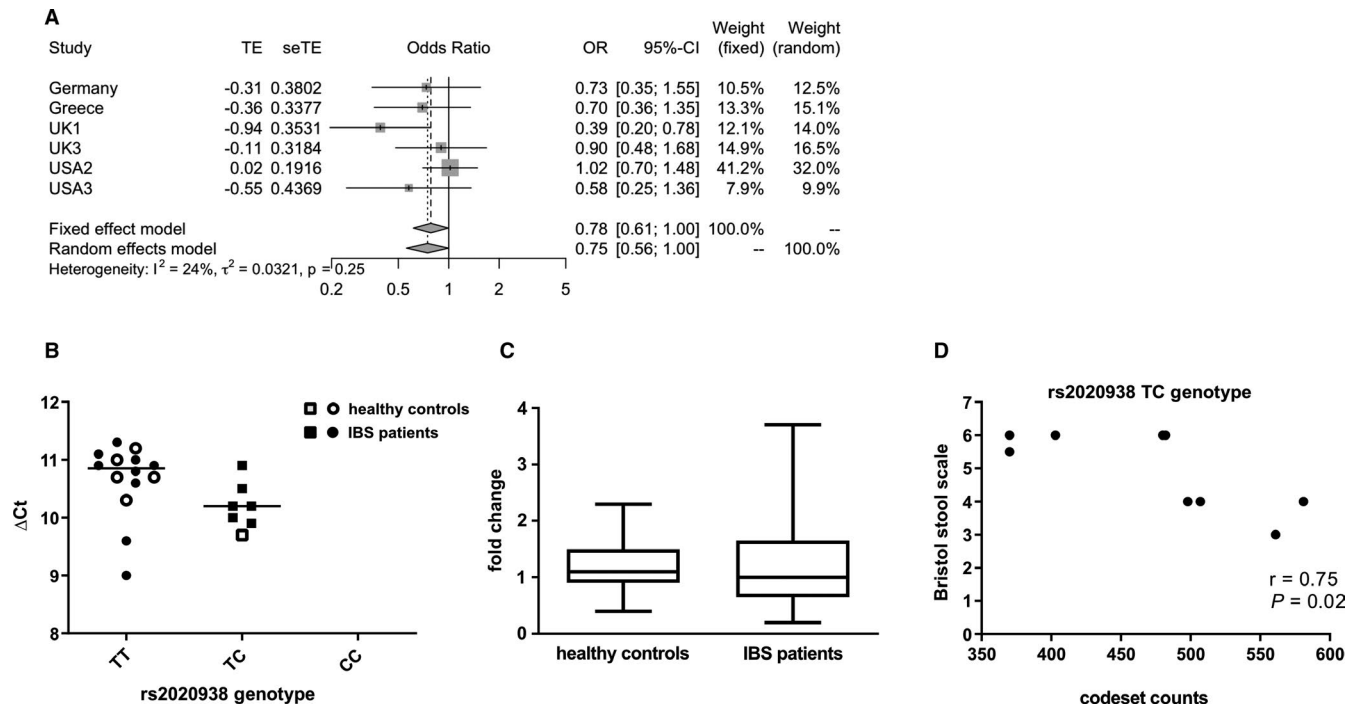 A
Weight Weight
Study TE seTE Odds Ratio OR 95%-CI (fixed) (random)
Germany -0.31 0.3802 0.73 [0.35; 1.55] 10.5% 12.5%
Greece -0.36 0.3377 0.70 [0.36; 1.35] 13.3% 15.1%
UK1 -0.94 0.3531 0.39 [0.20; 0.78] 12.1% 14.0%
UK3 -0.11 0.3184 0.90 [0.48; 1.68] 14.9% 16.5%
USA2 0.02 0.1916 1.02 [0.70; 1.48] 41.2% 32.0%
USA3 -0.55 0.4369 0.58 [0.25; 1.36] 7.9% 9.9%
Fixed effect model 0.78 [0.61; 1.00] 100.0% --
Random effects model 0.75 [0.56; 1.00] -- 100.0%
Heterogeneity: I² = 24%, τ² = 0.0321, p = 0.25
0.2 0.5 1 2 5
B
12
11
10
9
8
ΔCt
healthy controls
IBS patients
TT TC CC
rs2020938 genotype
C
4
3
2
1
0
fold change
healthy controls IBS patients
D
rs2020938 TC genotype
7
6
5
4
3
2
1
0
Bristol stool scale
r = 0.75
P = 0.02
350 400 450 500 550 600
codeset counts